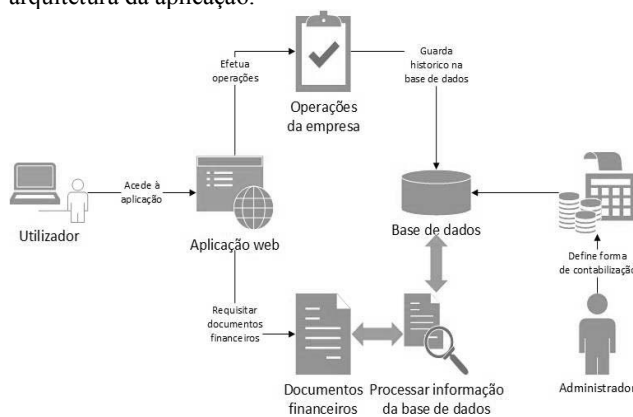 arquitetura da aplicação.
Efetua
operações
Guarda
historico na
base de dados
Operações
da empresa
Acede à
aplicação
Utilizador
Aplicação web
Base de dados
Define forma
de contabilização
Requisitar
documentos
financeiros
Documentos
financeiros
Processar informação
da base de dados
Administrador